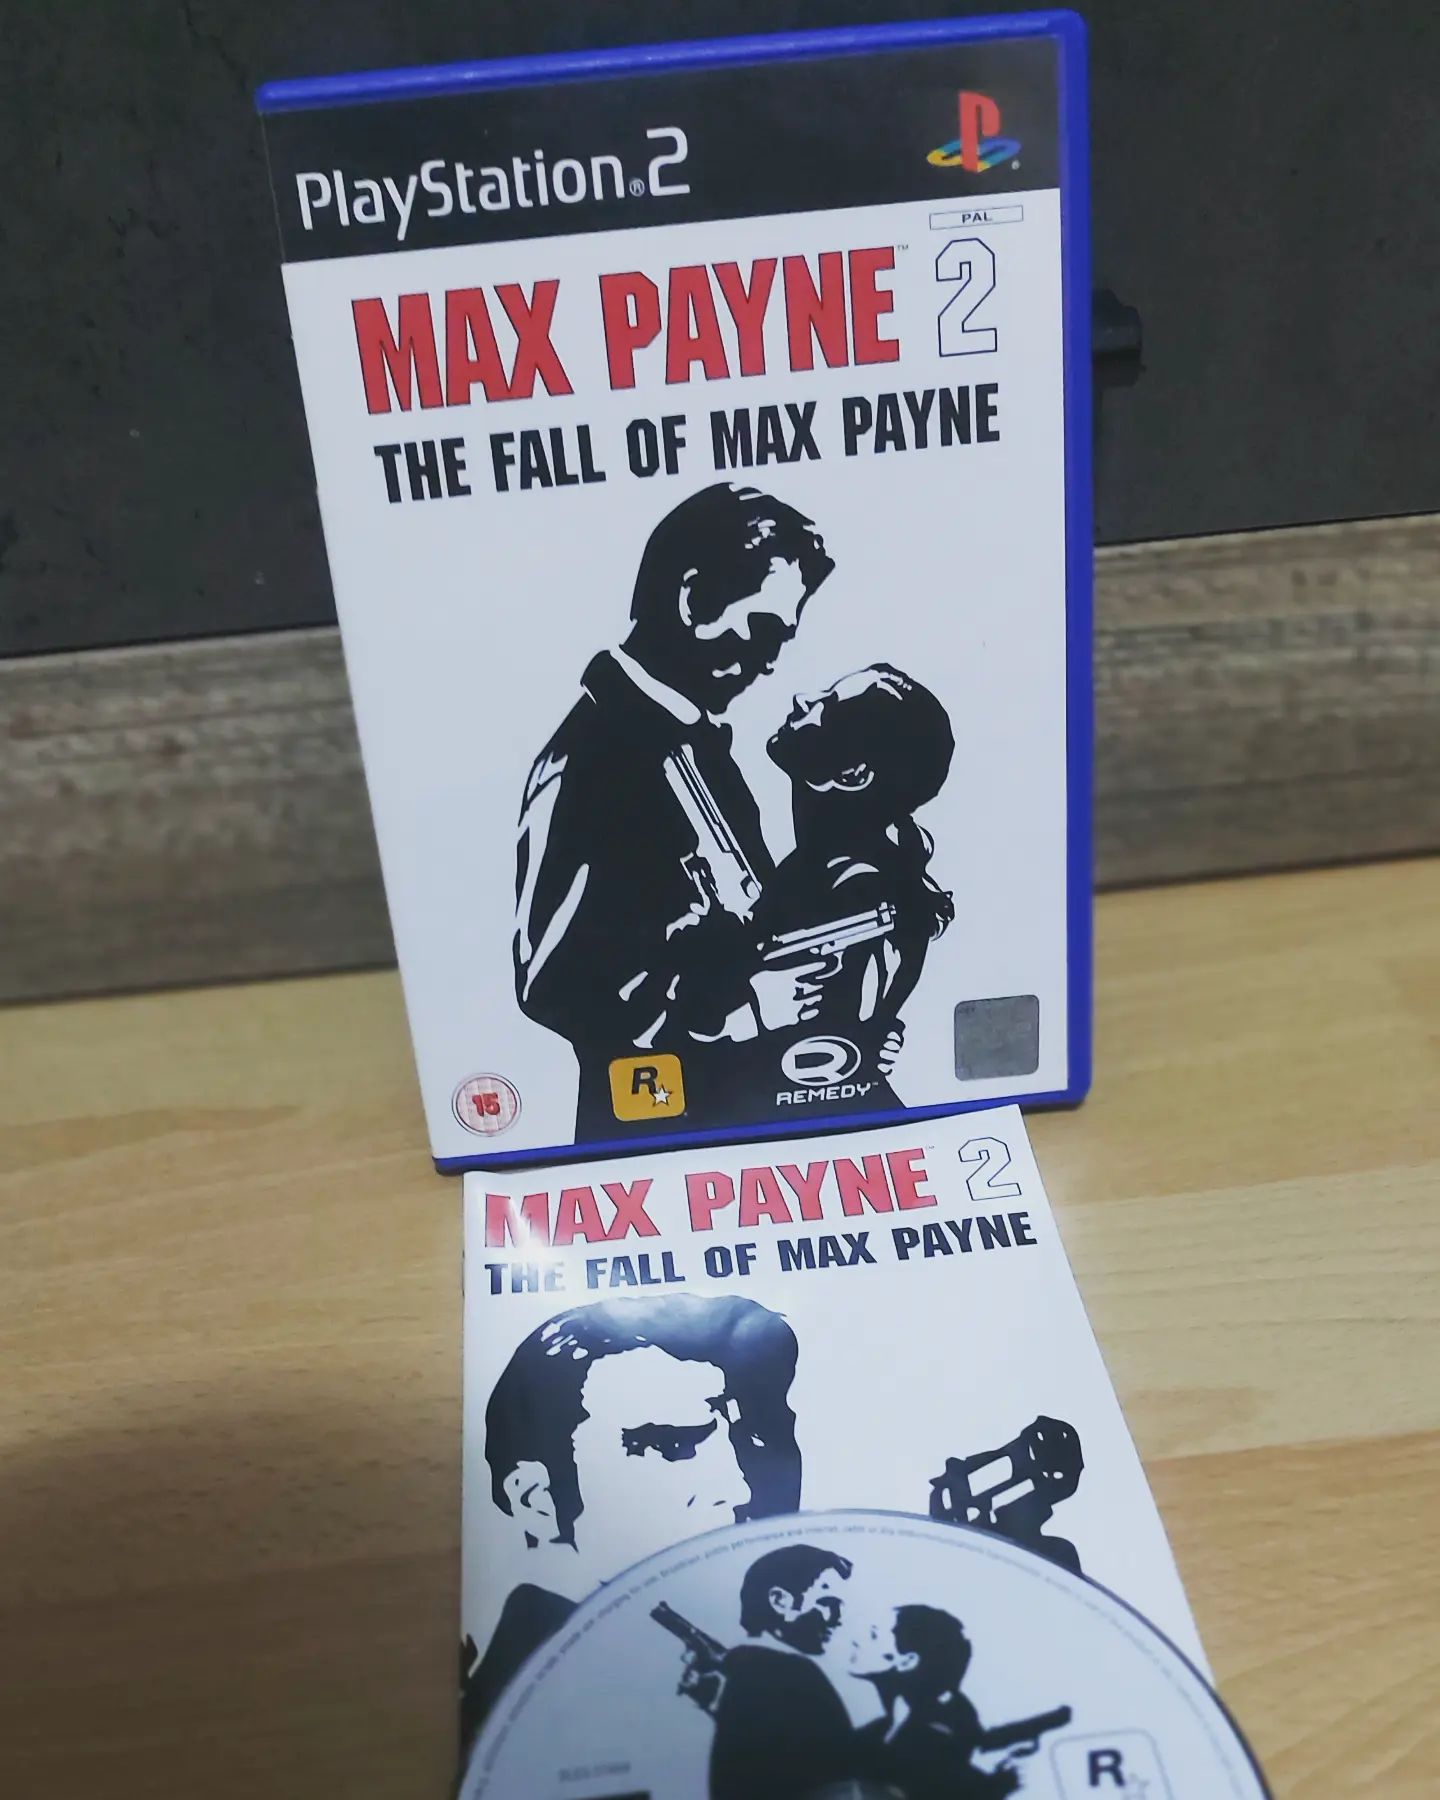 PlayStation®2
PAL
MAX PAYNE™ 2
THE FALL OF MAX PAYNE
15
R
REMEDY™
MAX PAYNE™ 2
THE FALL OF MAX PAYNE
R